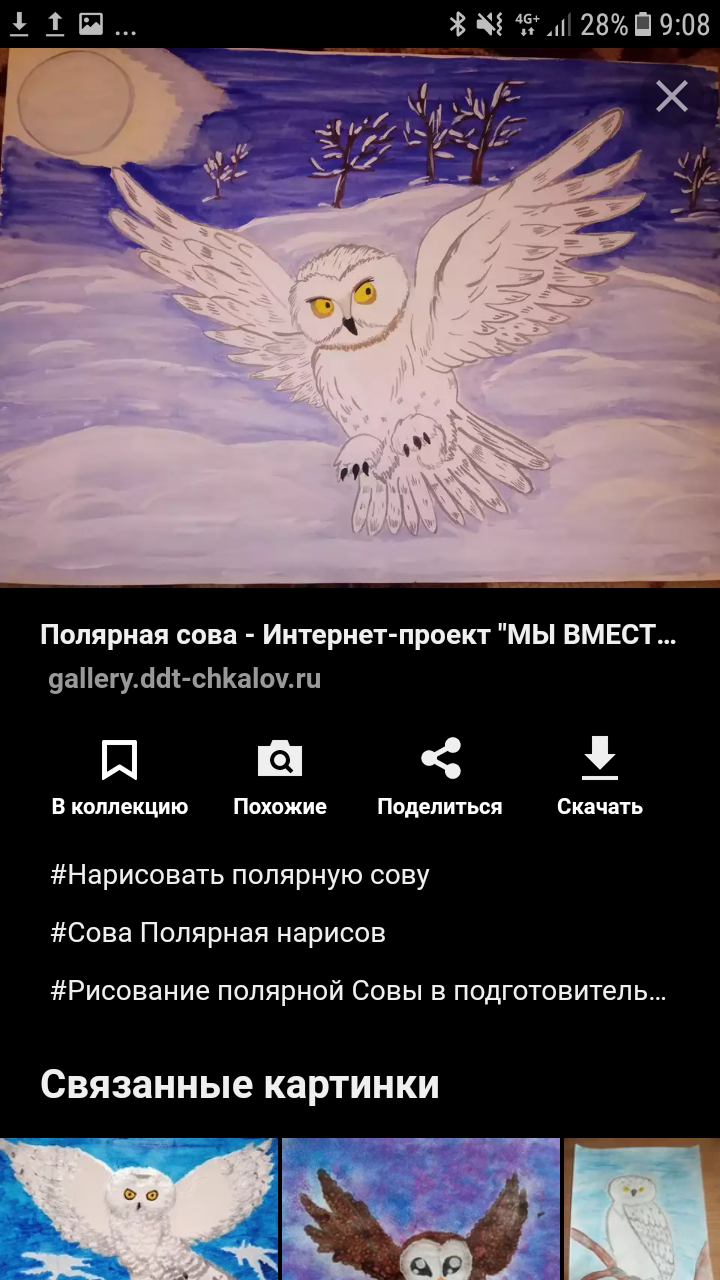 ...
4G+ 28% 9:08
Полярная сова - Интернет-проект "МЫ ВМЕСТ...
gallery.ddt-chkalov.ru
В коллекцию Похожие Поделиться Скачать
#Нарисовать полярную сову
#Сова Полярная нарисов
#Рисование полярной Совы в подготовитель...
Связанные картинки